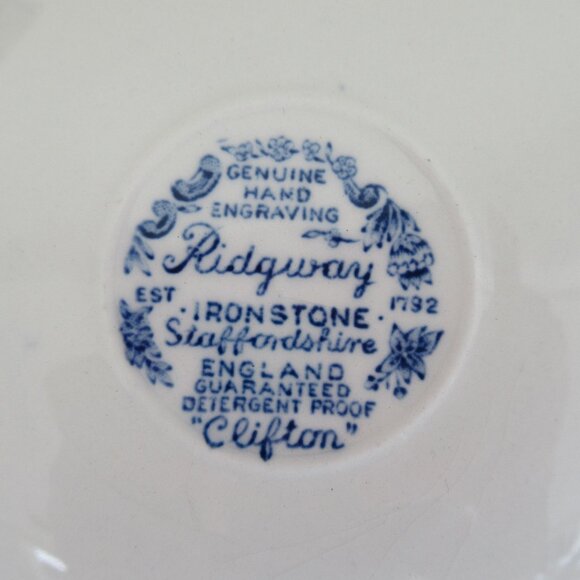 GENUINE
HAND
ENGRAVING
Ridgway
EST 1792
· IRONSTONE ·
Staffordshire
ENGLAND
GUARANTEED
DETERGENT PROOF
"Clifton"